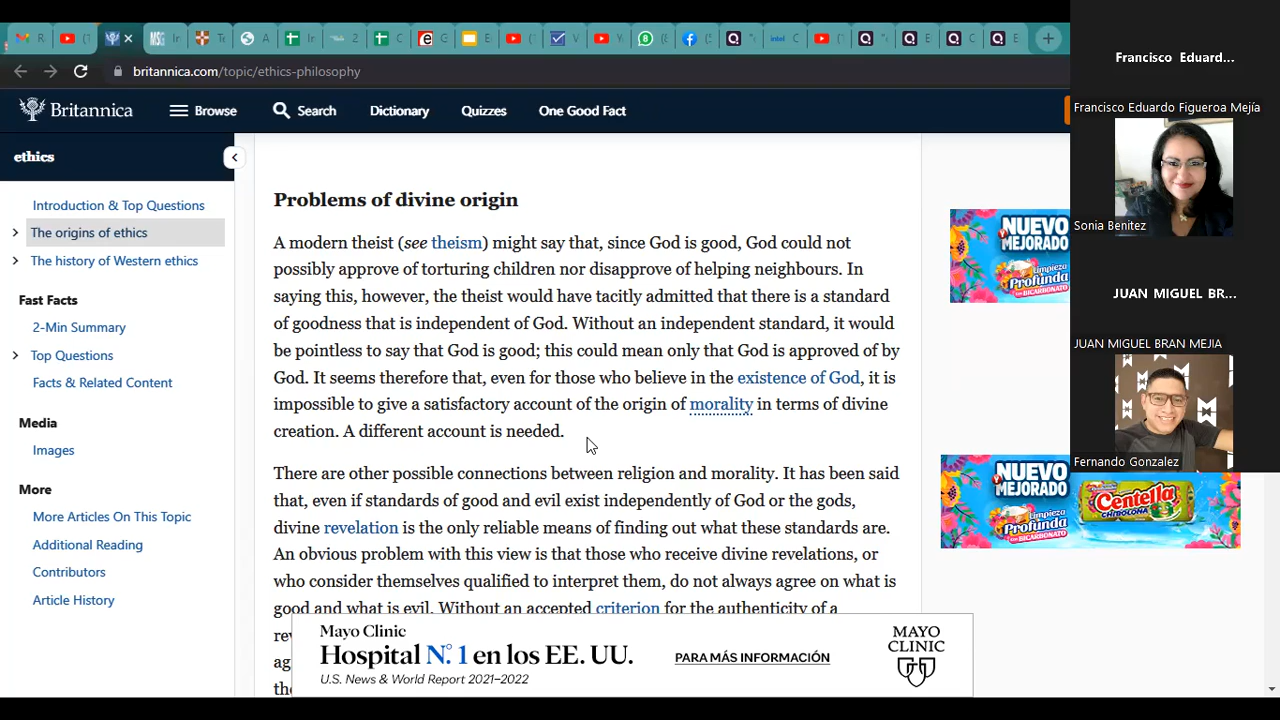 britannica.com/topic/ethics-philosophy
Britannica
Browse
Search
Dictionary
Quizzes
One Good Fact
ethics
Introduction & Top Questions
The origins of ethics
The history of Western ethics
Fast Facts
2-Min Summary
Top Questions
Facts & Related Content
Media
Images
More
More Articles On This Topic
Additional Reading
Contributors
Article History
Problems of divine origin
A modern theist (see theism) might say that, since God is good, God could not
possibly approve of torturing children nor disapprove of helping neighbours. In
saying this, however, the theist would have tacitly admitted that there is a standard
of goodness that is independent of God. Without an independent standard, it would
be pointless to say that God is good; this could mean only that God is approved of by
God. It seems therefore that, even for those who believe in the existence of God, it is
impossible to give a satisfactory account of the origin of morality in terms of divine
creation. A different account is needed.
There are other possible connections between religion and morality. It has been said
that, even if standards of good and evil exist independently of God or the gods,
divine revelation is the only reliable means of finding out what these standards are.
An obvious problem with this view is that those who receive divine revelations, or
who consider themselves qualified to interpret them, do not always agree on what is
good and what is evil. Without an accepted criterion for the authenticity of a
Mayo Clinic
Hospital N.° 1 en los EE. UU.
U.S. News & World Report 2021–2022
PARA MÁS INFORMACIÓN
MAYO
CLINIC
NUEVO
Y MEJORADO
Limpieza
Profunda
con BICARBONATO
NUEVO
Y MEJORADO
Limpieza
Profunda
con BICARBONATO
Centella
Francisco Eduard...
Francisco Eduardo Figueroa Mejía
Sonia Benitez
JUAN MIGUEL BR...
JUAN MIGUEL BRAN MEJIA
Fernando Gonzalez